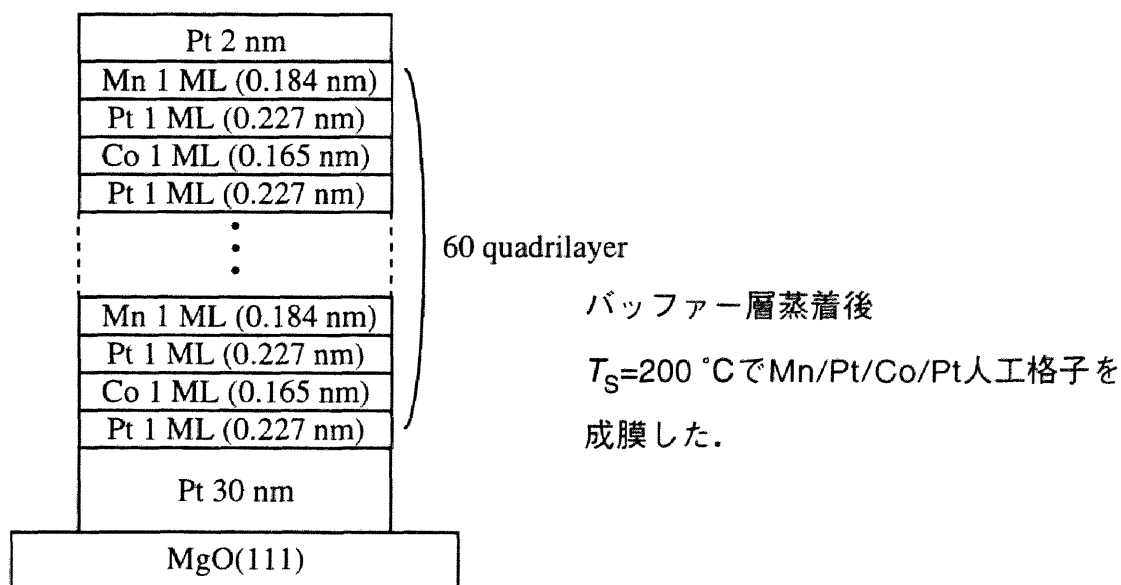 Pt 2 nm
Mn 1 ML (0.184 nm)
Pt 1 ML (0.227 nm)
Co 1 ML (0.165 nm)
Pt 1 ML (0.227 nm)
60 quadrilayer
Mn 1 ML (0.184 nm)
Pt 1 ML (0.227 nm)
Co 1 ML (0.165 nm)
Pt 1 ML (0.227 nm)
Pt 30 nm
MgO(111)
バッファー層蒸着後
TS=200 °CでMn/Pt/Co/Pt人工格子を
成膜した.